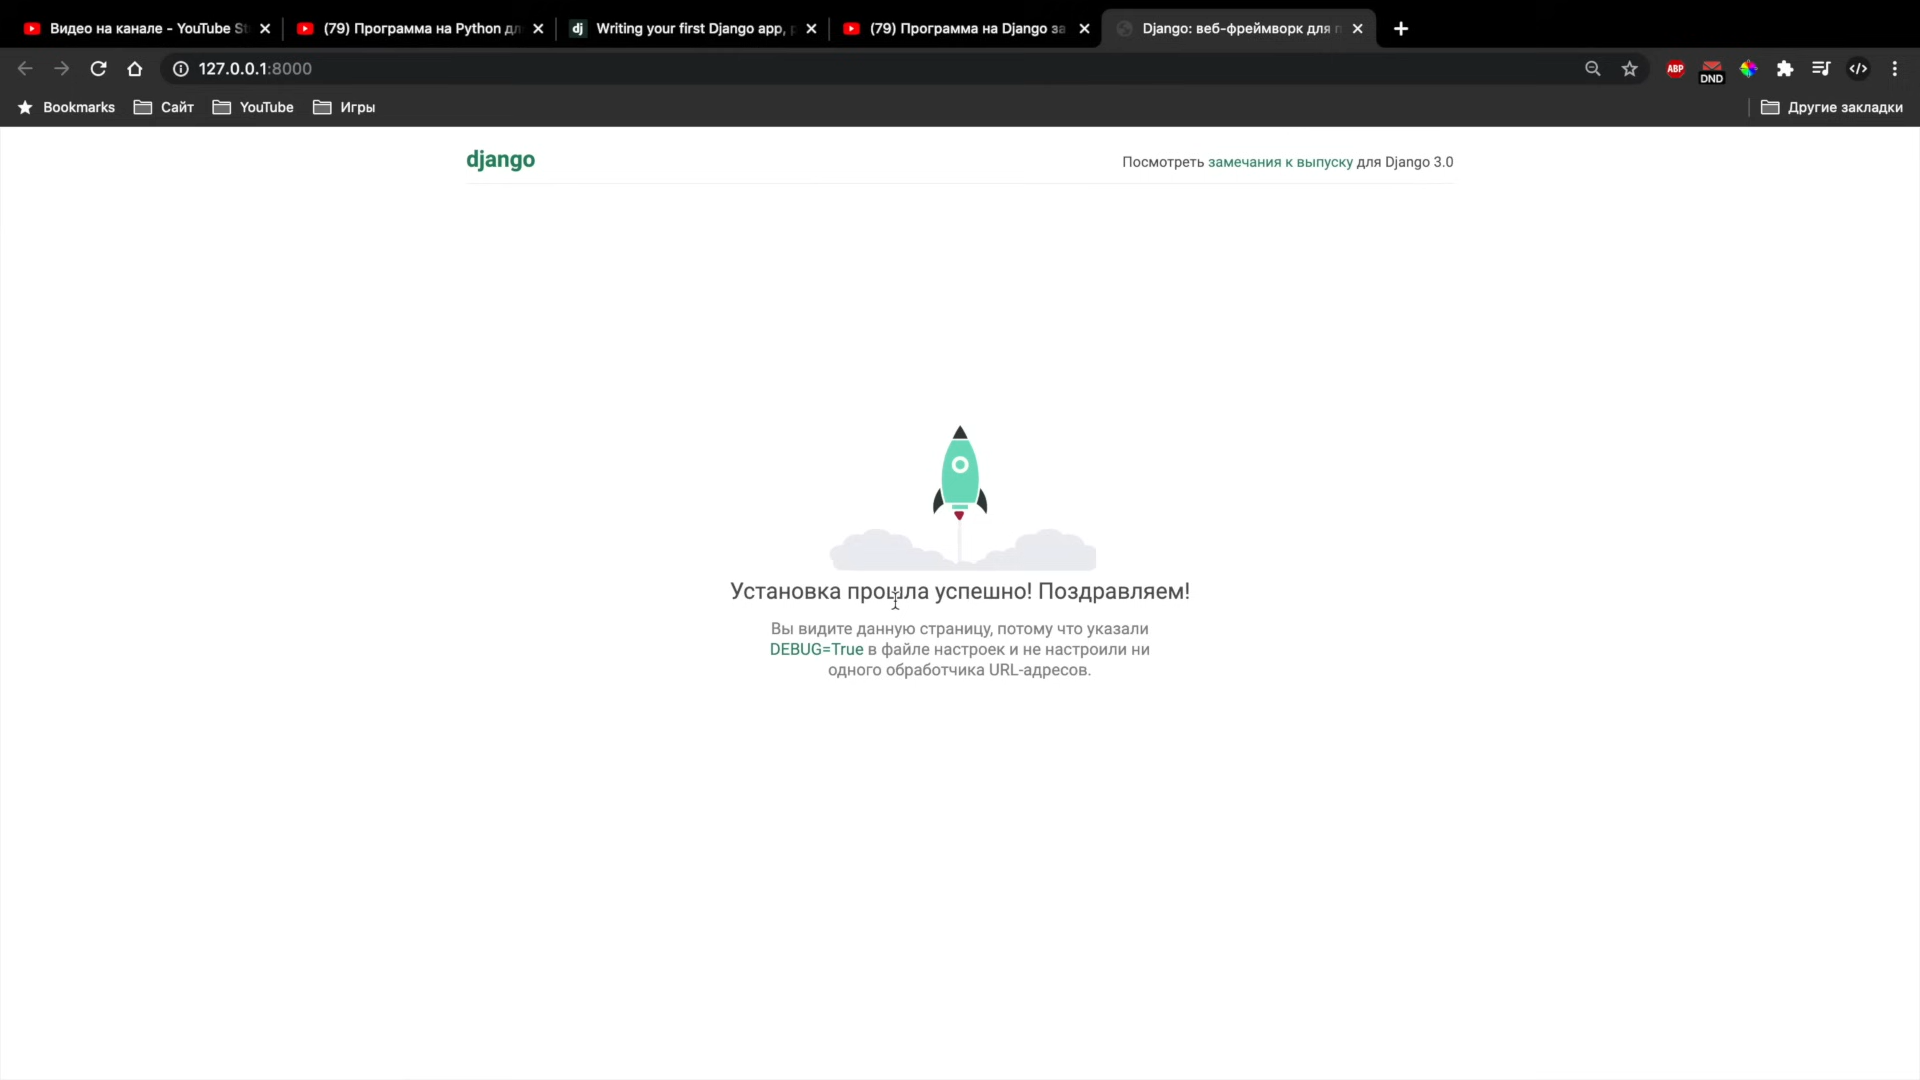 Видео на канале - YouTube St
(79) Программа на Python дл
dj Writing your first Django app, p
(79) Программа на Django за
Django: веб-фреймворк для п
127.0.0.1:8000
ABP
DND
Bookmarks
Сайт
YouTube
Игры
Другие закладки
django
Посмотреть замечания к выпуску для Django 3.0
Установка прошла успешно! Поздравляем!
Вы видите данную страницу, потому что указали
DEBUG=True в файле настроек и не настроили ни
одного обработчика URL-адресов.